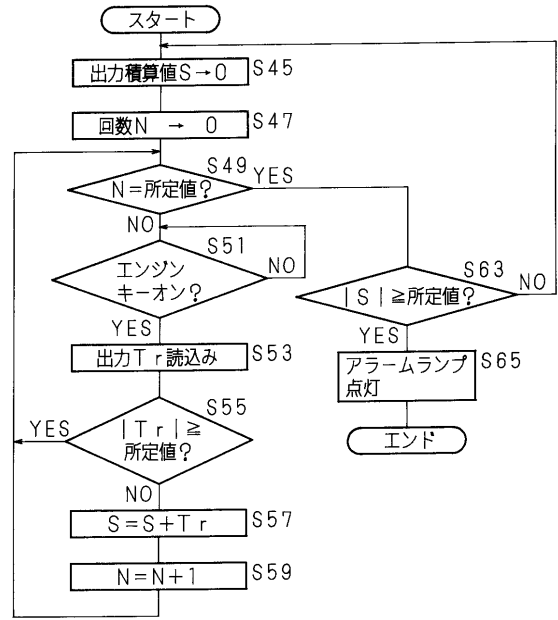 スタート
出力積算値S→0 S45
回数N → 0 S47
S49
N=所定値? YES
NO
S51
エンジン
キーオン? NO
YES
出力Tr読込み S53
S55
YES |Tr|≧
所定値?
NO
S=S+Tr S57
N=N+1 S59
S63
|S|≧所定値? NO
YES
アラームランプ S65
点灯
エンド